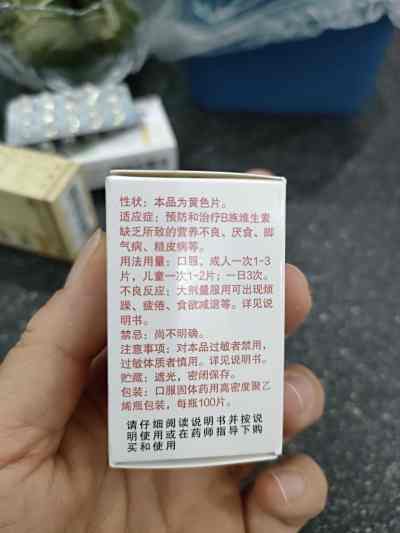 性状：本品为黄色片。
适应症：预防和治疗B族维生素
缺乏所致的营养不良、厌食、脚
气病、糙皮病等。
用法用量：口服，成人一次1-3
片，儿童一次1-2片；一日3次。
不良反应：大剂量服用可出现烦
躁、疲倦、食欲减退等。详见说
明书。
禁忌：尚不明确。
注意事项：对本品过敏者禁用，
过敏体质者慎用。详见说明书。
贮藏：遮光，密闭保存。
包装：口服固体药用高密度聚乙
烯瓶包装，每瓶100片。
请仔细阅读说明书并按说
明使用或在药师指导下购
买和使用